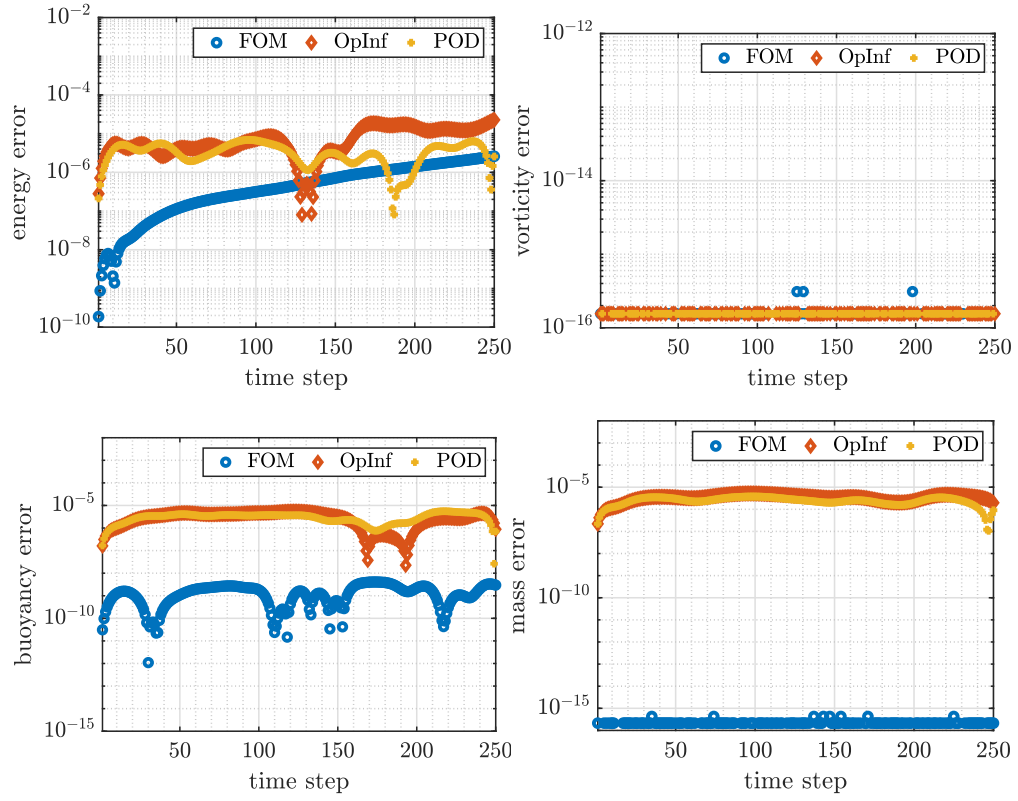 10^-2
10^-4
10^-6
10^-8
10^-10
energy error
FOM OpInf POD
50 100 150 200 250
time step
10^-12
10^-14
10^-16
vorticity error
FOM OpInf POD
50 100 150 200 250
time step
10^-5
10^-10
10^-15
buoyancy error
FOM OpInf POD
50 100 150 200 250
time step
10^-5
10^-10
10^-15
mass error
FOM OpInf POD
50 100 150 200 250
time step